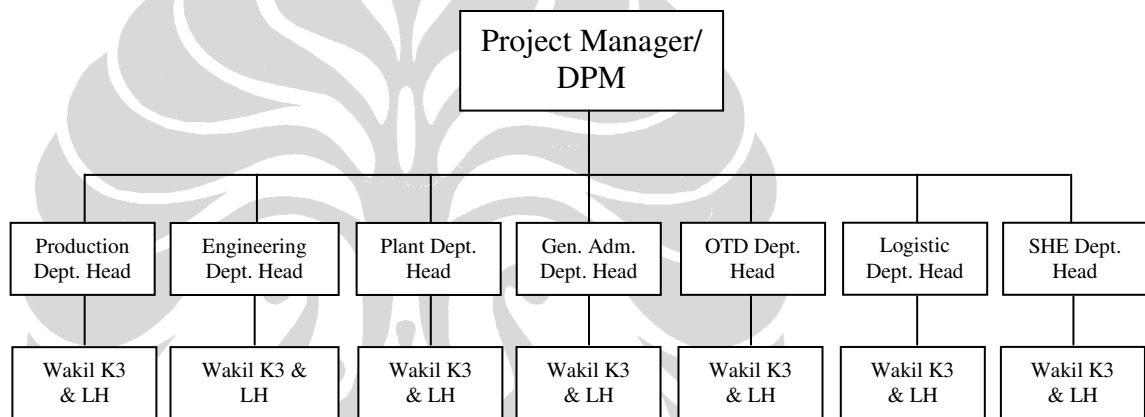 Project Manager/
DPM
Production
Dept. Head
Engineering
Dept. Head
Plant Dept.
Head
Gen. Adm.
Dept. Head
OTD Dept.
Head
Logistic
Dept. Head
SHE Dept.
Head
Wakil K3
& LH
Wakil K3 &
LH
Wakil K3
& LH
Wakil K3
& LH
Wakil K3
& LH
Wakil K3
& LH
Wakil K3
& LH